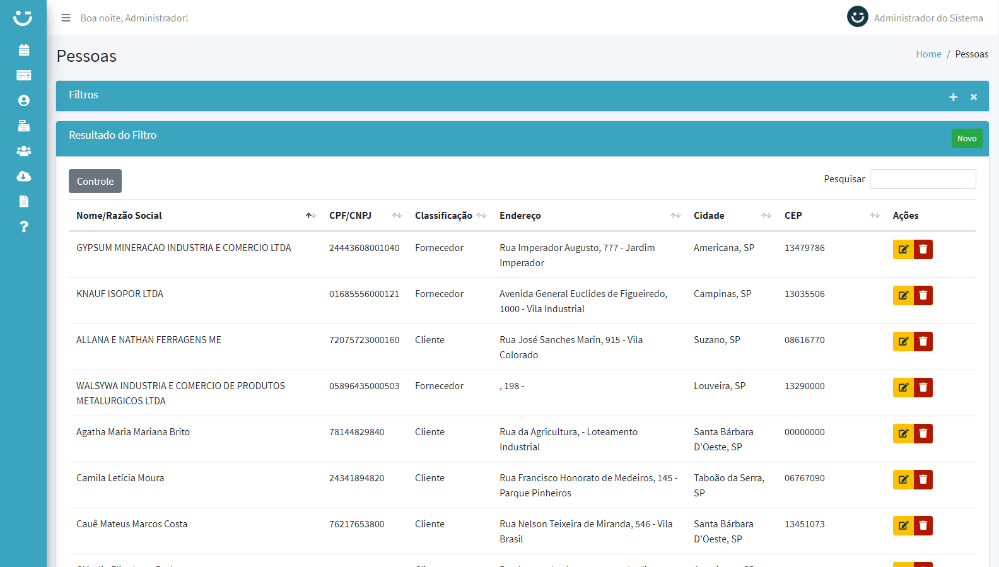 Boa noite, Administrador!
Administrador do Sistema
Pessoas
Home / Pessoas
Filtros
Resultado do Filtro
Novo
Controle
Pesquisar
Nome/Razão Social CPF/CNPJ Classificação Endereço Cidade CEP Ações
GYPSUM MINERACAO INDUSTRIA E COMERCIO LTDA 24443608001040 Fornecedor Rua Imperador Augusto, 777 - Jardim Americana, SP 13479786
Imperador
KNAUF ISOPOR LTDA 01685556000121 Fornecedor Avenida General Euclides de Figueiredo, Campinas, SP 13035506
1000 - Vila Industrial
ALLANA E NATHAN FERRAGENS ME 72075723000160 Cliente Rua José Sanches Marin, 915 - Vila Suzano, SP 08616770
Colorado
WALSYWA INDUSTRIA E COMERCIO DE PRODUTOS 05896435000503 Fornecedor , 198 - Louveira, SP 13290000
METALURGICOS LTDA
Agatha Maria Mariana Brito 78144829840 Cliente Rua da Agricultura, - Loteamento Santa Bárbara 00000000
Industrial D'Oeste, SP
Camila Letícia Moura 24341894820 Cliente Rua Francisco Honorato de Medeiros, 145 - Taboão da Serra, 06767090
Parque Pinheiros SP
Cauê Mateus Marcos Costa 76217653800 Cliente Rua Nelson Teixeira de Miranda, 546 - Vila Santa Bárbara 13451073
Brasil D'Oeste, SP